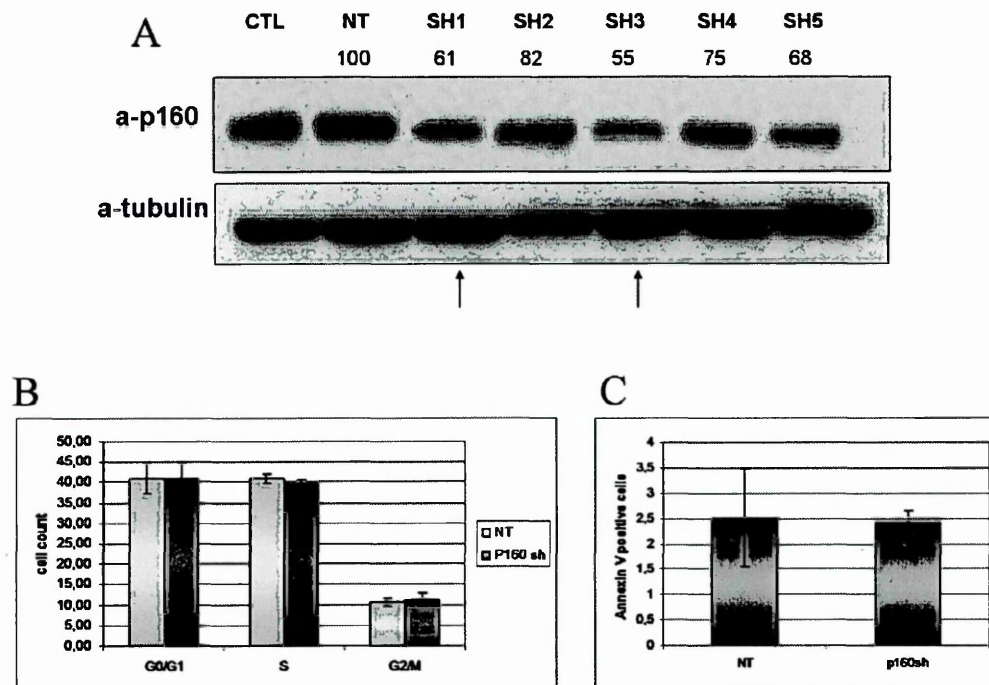 A
CTL NT SH1 SH2 SH3 SH4 SH5
100 61 82 55 75 68
a-p160
a-tubulin
B
50,00
45,00
40,00
35,00
30,00
25,00
20,00
15,00
10,00
5,00
0,00
cell count
G0/G1 S G2/M
NT
P160 sh
C
4
3,5
3
2,5
2
1,5
1
0,5
0
Annexin V positive cells
NT p160sh